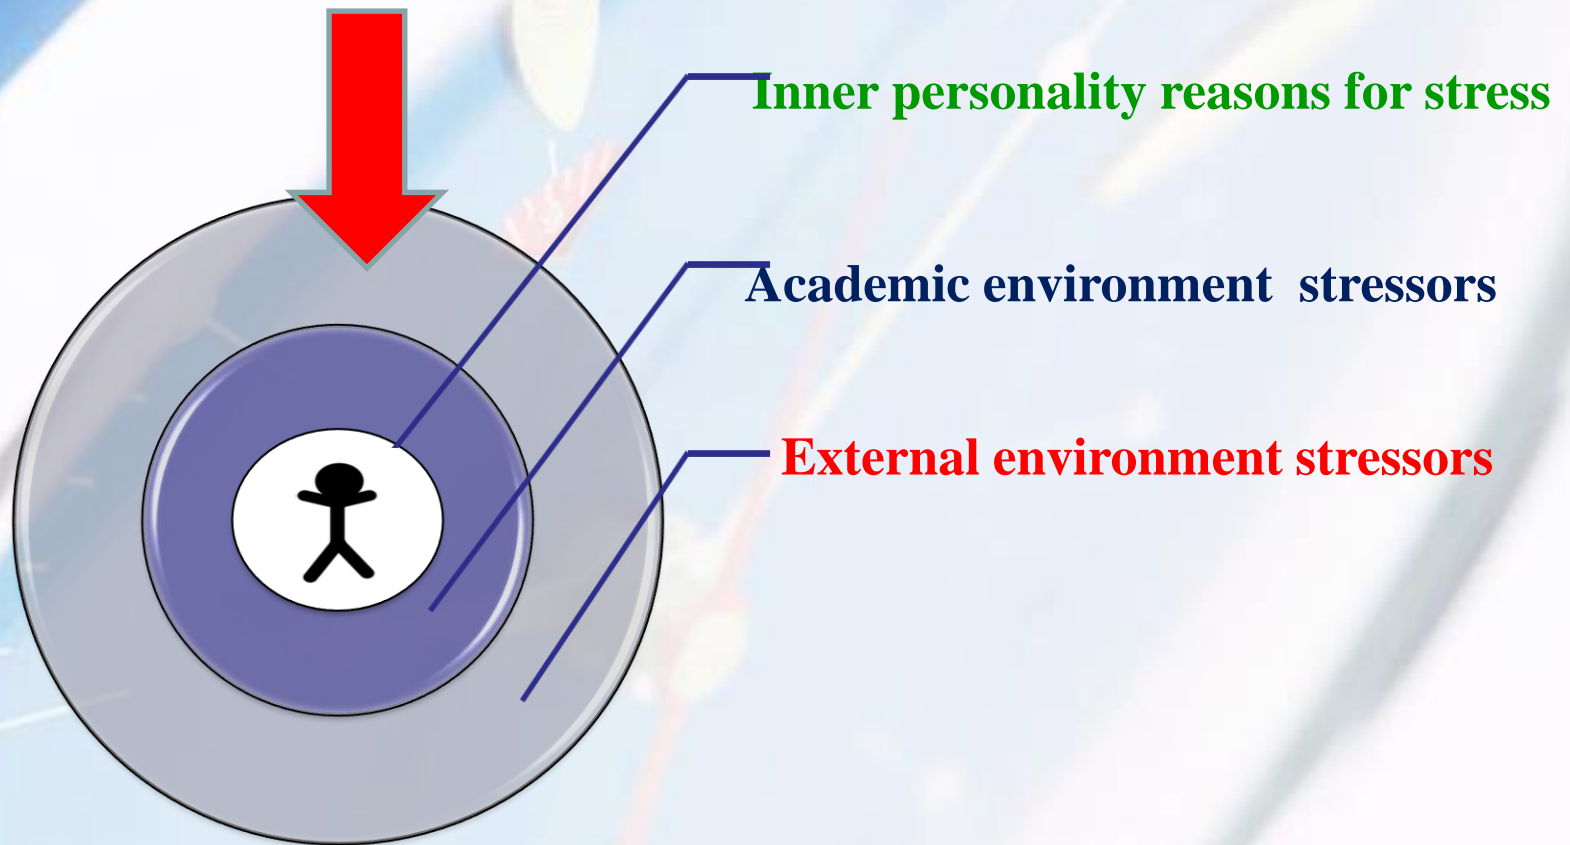 Inner personality reasons for stress
Academic environment stressors
External environment stressors